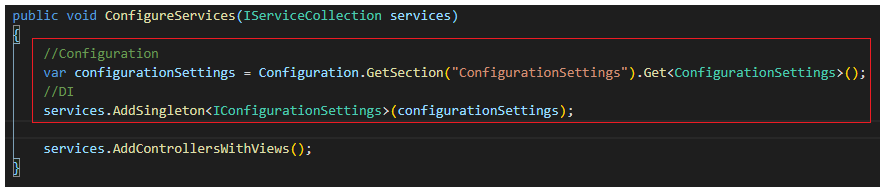 public void ConfigureServices(IServiceCollection services)
{
//Configuration
var configurationSettings = Configuration.GetSection("ConfigurationSettings").Get<ConfigurationSettings>();
//DI
services.AddSingleton<IConfigurationSettings>(configurationSettings);
services.AddControllersWithViews();
}